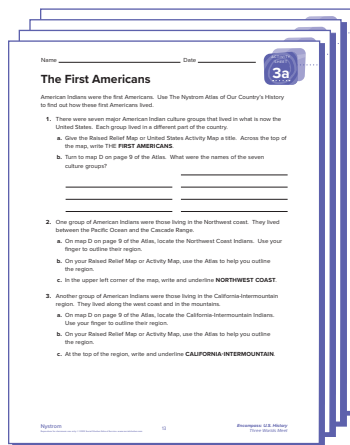 ACTIVITY
SHEET
3a
Name Date
The First Americans
American Indians were the first Americans. Use The Nystrom Atlas of Our Country's History
to find out how these first Americans lived.
1. There were seven major American Indian culture groups that lived in what is now the
United States. Each group lived in a different part of the country.
a. Give the Raised Relief Map or United States Activity Map a title. Across the top of
the map, write THE FIRST AMERICANS.
b. Turn to map D on page 9 of the Atlas. What were the names of the seven
culture groups?
2. One group of American Indians were those living in the Northwest coast. They lived
between the Pacific Ocean and the Cascade Range.
a. On map D on page 9 of the Atlas, locate the Northwest Coast Indians. Use your
finger to outline their region.
b. On your Raised Relief Map or Activity Map, use the Atlas to help you outline
the region.
c. In the upper left corner of the map, write and underline NORTHWEST COAST.
3. Another group of American Indians were those living in the California-Intermountain
region. They lived along the west coast and in the mountains.
a. On map D on page 9 of the Atlas, locate the California-Intermountain Indians.
Use your finger to outline their region.
b. On your Raised Relief Map or Activity Map, use the Atlas to help you outline
the region.
c. At the top of the region, write and underline CALIFORNIA-INTERMOUNTAIN.
Nystrom
Encompass: U.S. History
Three Worlds Meet